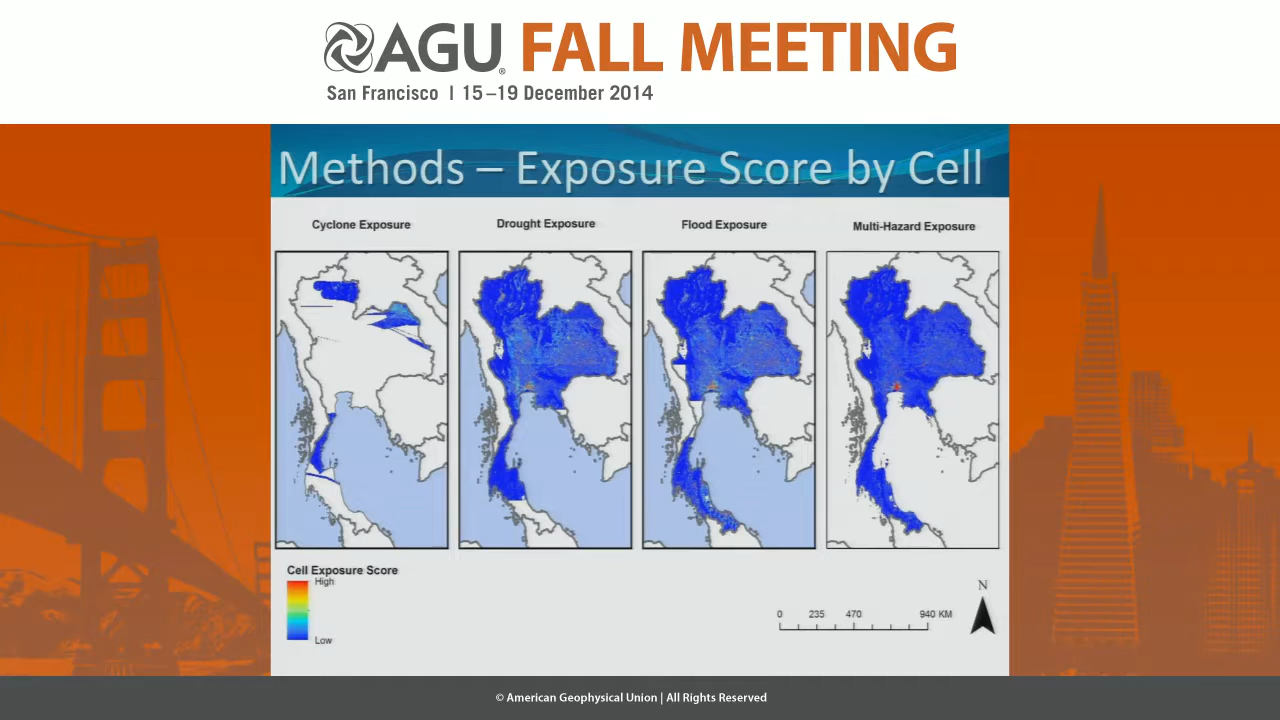 AGU® FALL MEETING
San Francisco | 15–19 December 2014
Methods – Exposure Score by Cell
Cyclone Exposure
Drought Exposure
Flood Exposure
Multi-Hazard Exposure
Cell Exposure Score
High
Low
0 235 470 940 KM
N
© American Geophysical Union | All Rights Reserved